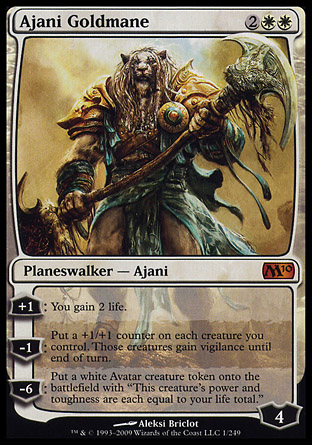 Ajani Goldmane 2
Planeswalker — Ajani M10
+1 : You gain 2 life.
Put a +1/+1 counter on each creature you
-1 : control. Those creatures gain vigilance until
end of turn.
Put a white Avatar creature token onto the
-6 : battlefield with “This creature's power and
toughness are each equal to your life total.”
4
Aleksi Briclot
™ & © 1993–2009 Wizards of the Coast LLC 1/249